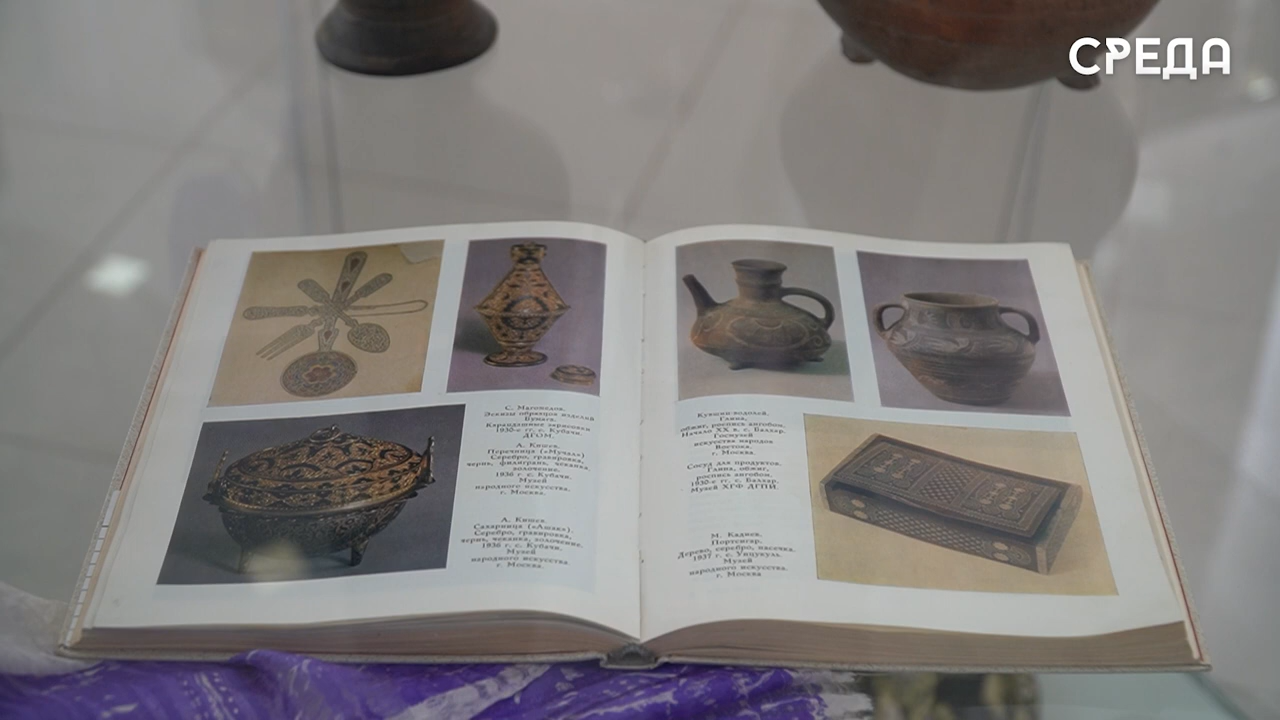 СРЕДА
С. Магомедов.
Эскизы образцов изделий
Бумага.
Карандашные зарисовки
1930-е гг. с. Кубачи.
ДГОМ.
А. Кишев.
Перечница («Мучал»)
Серебро, гравировка,
чернь, филигрань, чеканка,
золочение.
1936 г. с. Кубачи.
Музей
народного искусства.
г. Москва.
А. Кишев.
Салфарница («Ашак»).
Серебро, гравировка,
чернь, чеканка, золочение.
1936 г. с. Кубачи.
Музей
народного искусства.
г. Москва.
Кувшин-водолей.
Глина,
обжиг, роспись ангобом.
Начало XX в. с. Балхар.
Госмузей
искусства народов
Востока.
г. Москва.
Сосуд для продуктов.
Глина, обжиг,
роспись ангобом.
1930-е гг. с. Балхар.
Музей ХГФ ДГПИ.
М. Кадиев.
Портсигар.
Дерево, серебро, насечка.
1937 г. с. Унцукуль.
Музей
народного искусства.
г. Москва